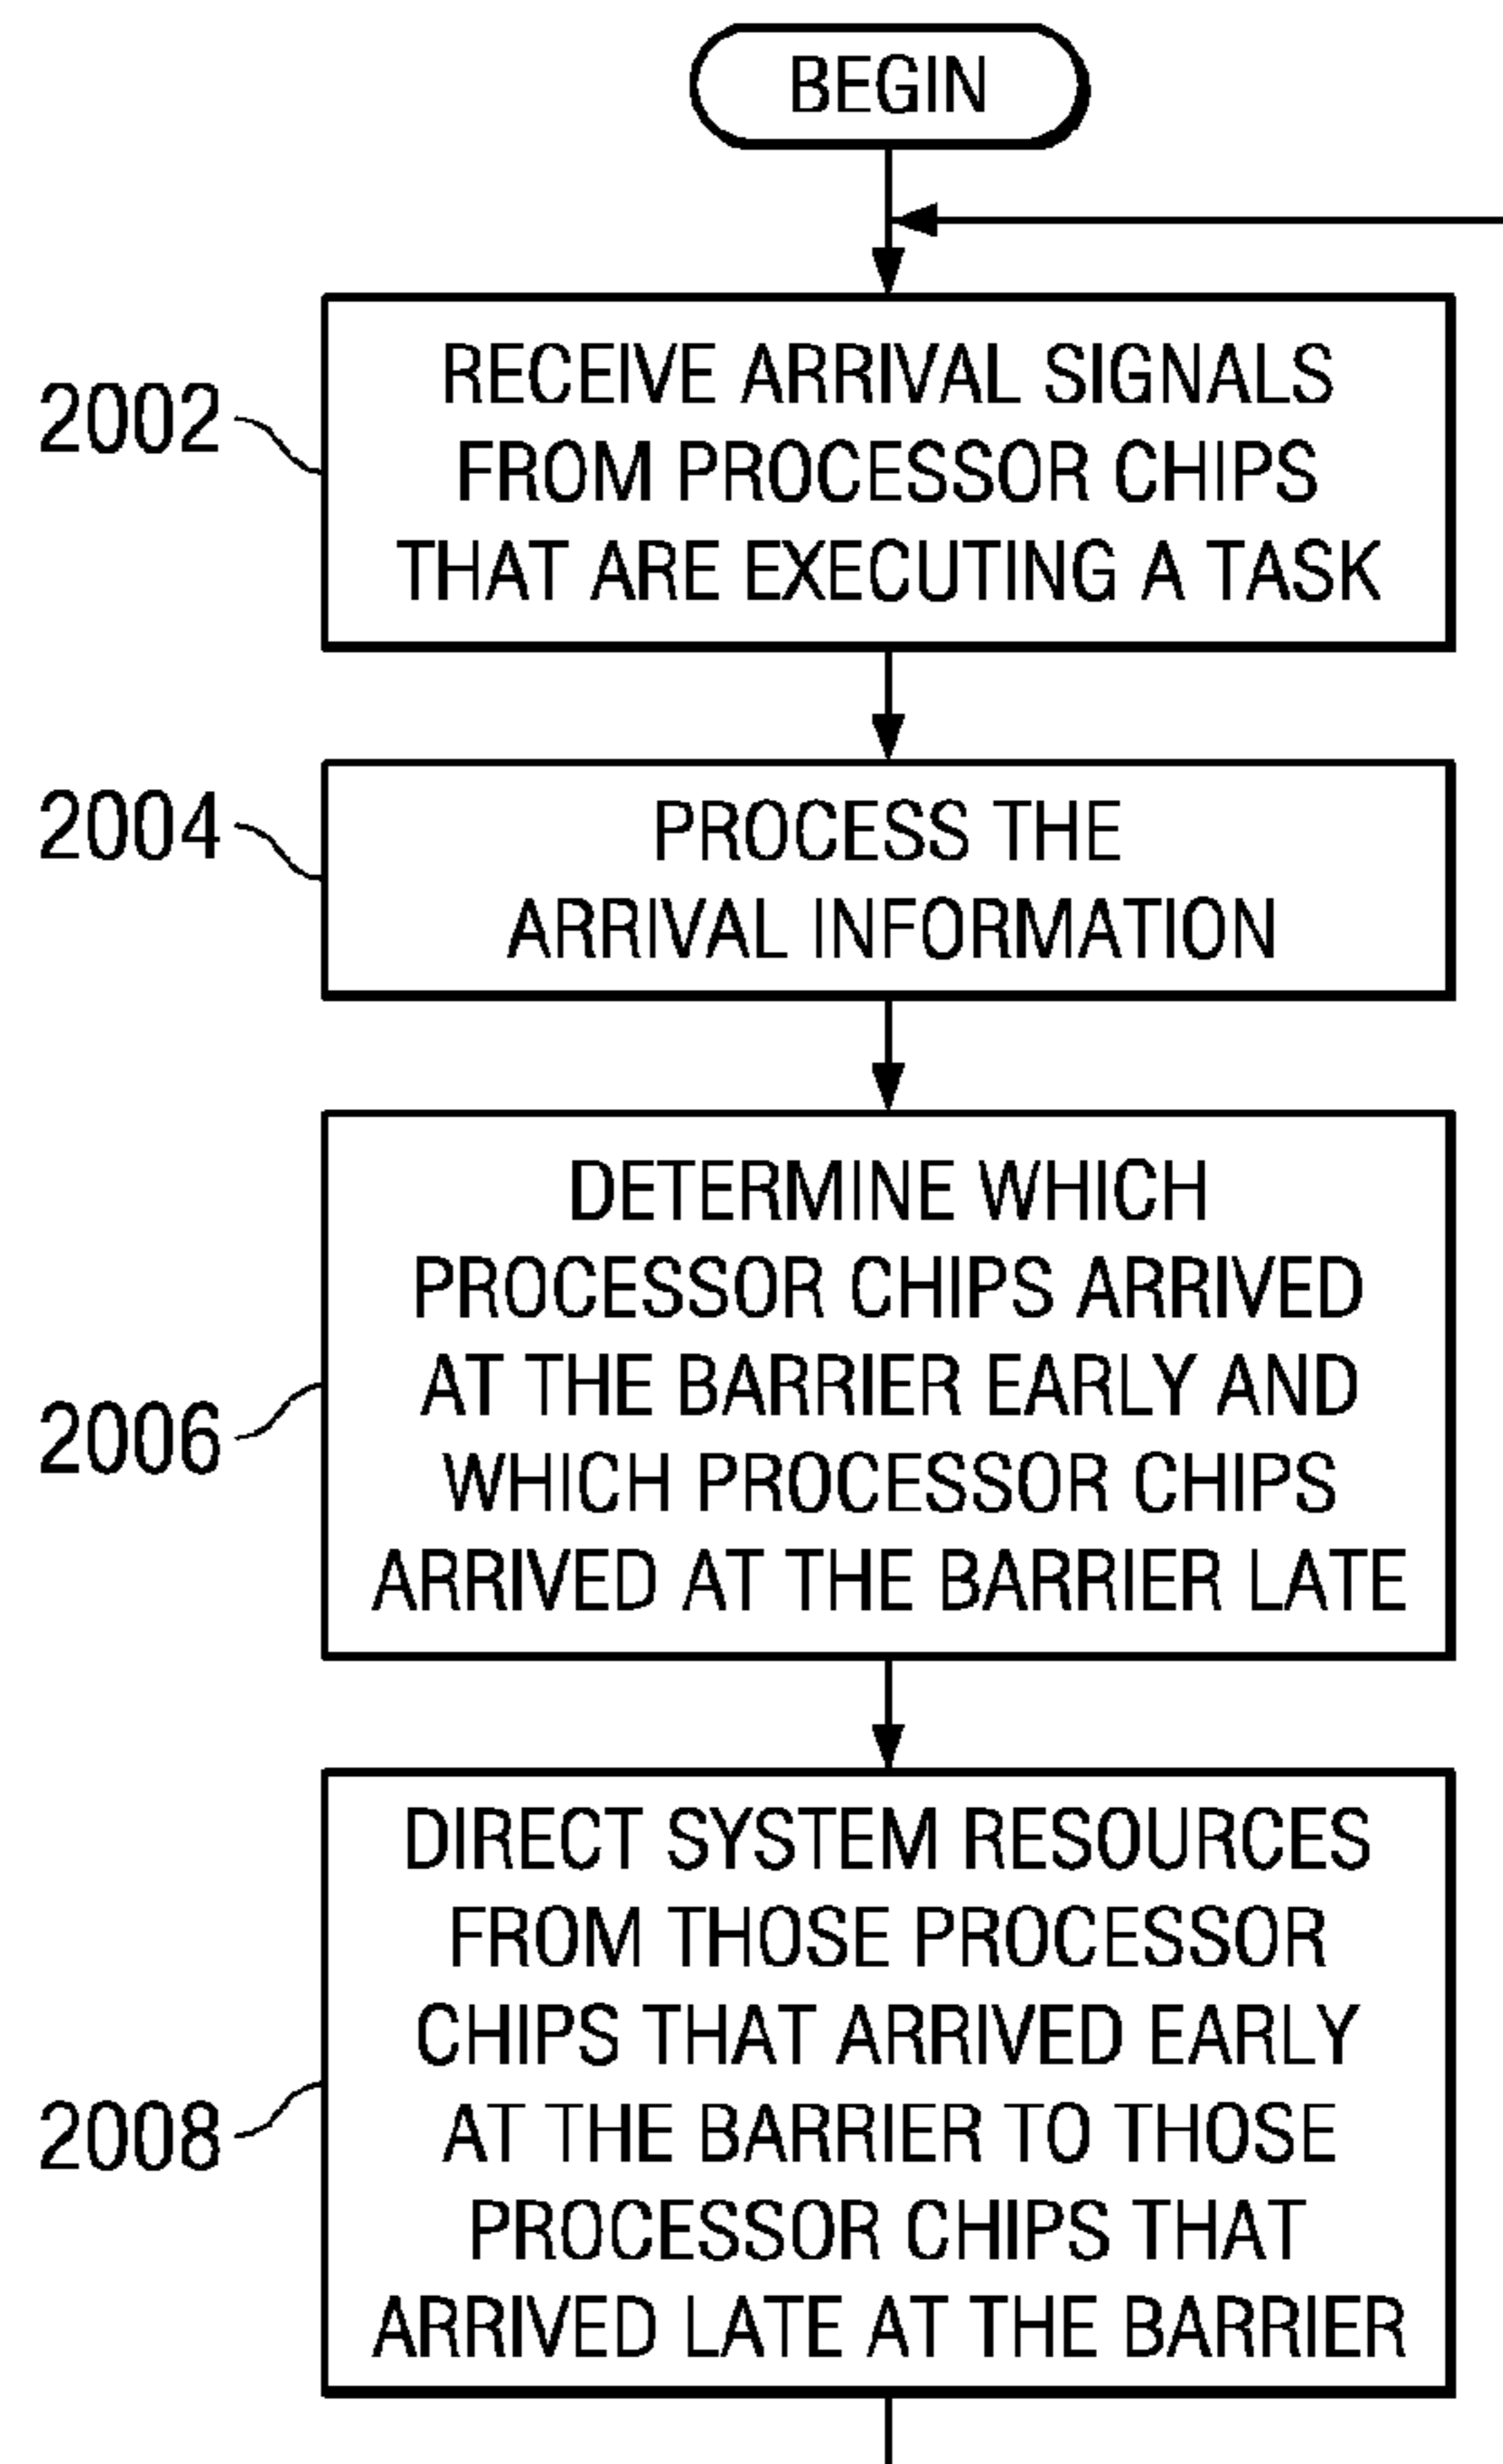 BEGIN
2002
RECEIVE ARRIVAL SIGNALS
FROM PROCESSOR CHIPS
THAT ARE EXECUTING A TASK
2004
PROCESS THE
ARRIVAL INFORMATION
2006
DETERMINE WHICH
PROCESSOR CHIPS ARRIVED
AT THE BARRIER EARLY AND
WHICH PROCESSOR CHIPS
ARRIVED AT THE BARRIER LATE
2008
DIRECT SYSTEM RESOURCES
FROM THOSE PROCESSOR
CHIPS THAT ARRIVED EARLY
AT THE BARRIER TO THOSE
PROCESSOR CHIPS THAT
ARRIVED LATE AT THE BARRIER